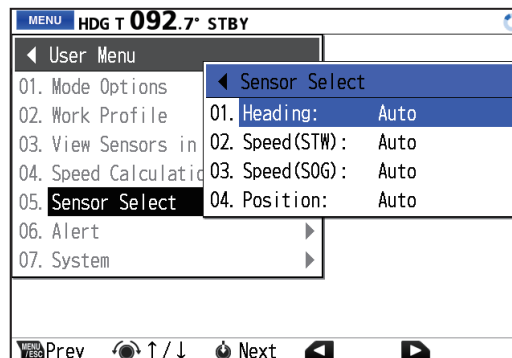 MENU HDG T 092.7° STBY
◀ User Menu
01. Mode Options
02. Work Profile
03. View Sensors in
04. Speed Calculatio
05. Sensor Select
06. Alert ▶
07. System ▶
◀ Sensor Select
01. Heading: Auto
02. Speed(STW): Auto
03. Speed(SOG): Auto
04. Position: Auto
MENU/ESC Prev ↑/↓ Next ◀ ▶